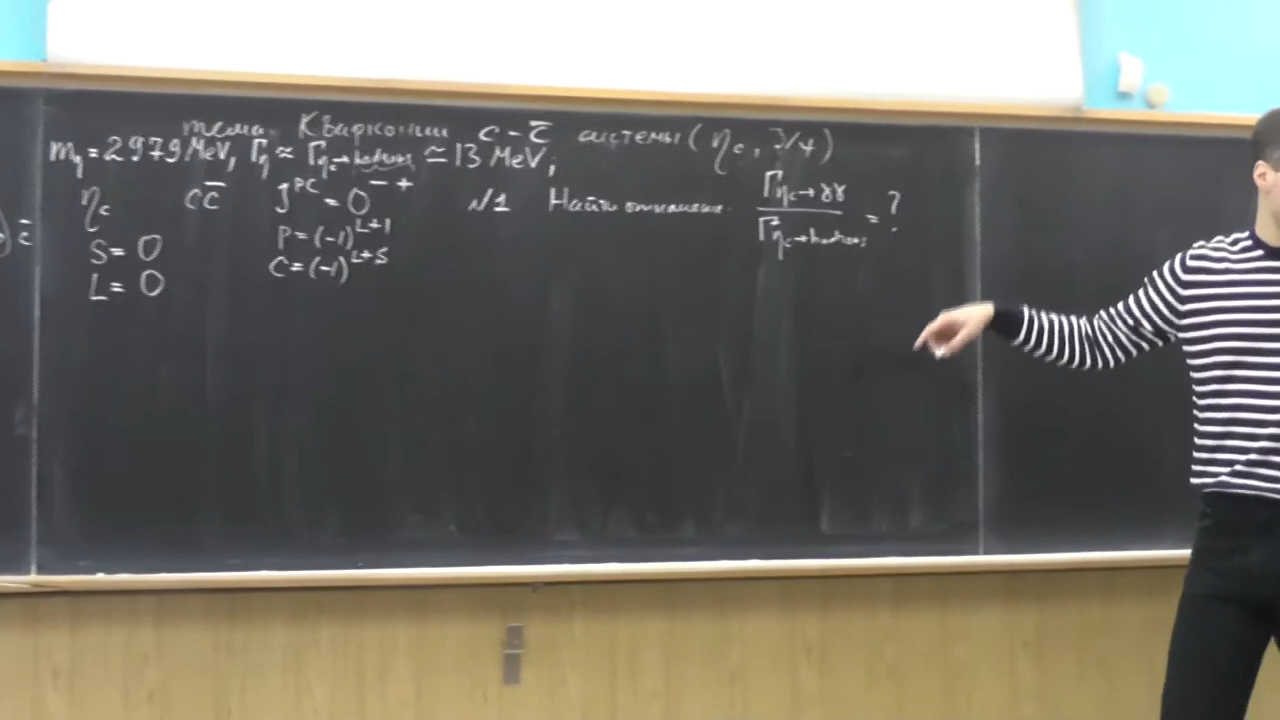 тема. Кварконии c - c̄ системы (η_c, J/ψ)
m_η = 2979 MeV, Γ_η ≈ Γ_{η_c→hadrons} ≃ 13 MeV;
η_c cc̄ J^{PC} = 0^{-+} №1 Найти отношение. Γ_{η_c→γγ} / Γ_{η_c→hadrons} = ?
S = 0 P = (-1)^{L+1}
L = 0 C = (-1)^{L+S}
) c̄